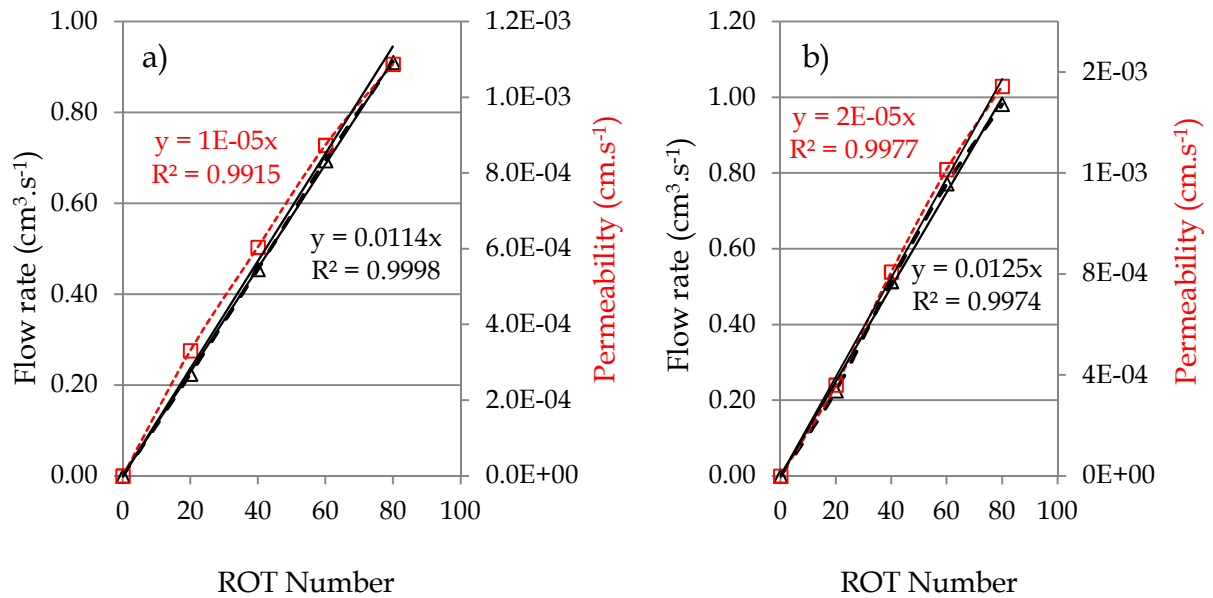 a)
Flow rate (cm³.s⁻¹)
1.00
0.80
0.60
0.40
0.20
0.00
y = 1E-05x
R² = 0.9915
y = 0.0114x
R² = 0.9998
1.2E-03
1.0E-03
8.0E-04
6.0E-04
4.0E-04
2.0E-04
0.0E+00
Permeability (cm.s⁻¹)
0 20 40 60 80 100
ROT Number
b)
Flow rate (cm³.s⁻¹)
1.20
1.00
0.80
0.60
0.40
0.20
0.00
y = 2E-05x
R² = 0.9977
y = 0.0125x
R² = 0.9974
2E-03
1E-03
8E-04
4E-04
0E+00
Permeability (cm.s⁻¹)
0 20 40 60 80 100
ROT Number